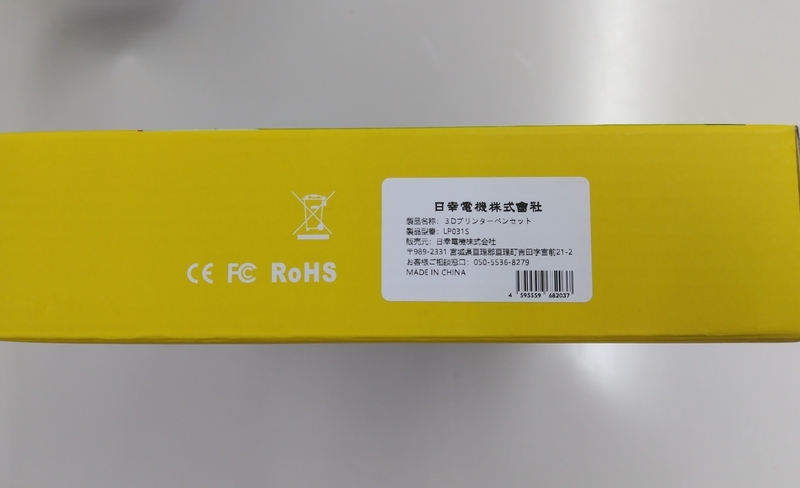 日幸電機株式會社
製品名称：３Dプリンターペンセット
製品型番：LP031S
販売元：日幸電機株式会社
〒989-2331 宮城県亘理郡亘理町吉田字宮前21-2
お客様ご相談窓口：050-5536-8279
MADE IN CHINA
4 595559 682037
CE FC RoHS